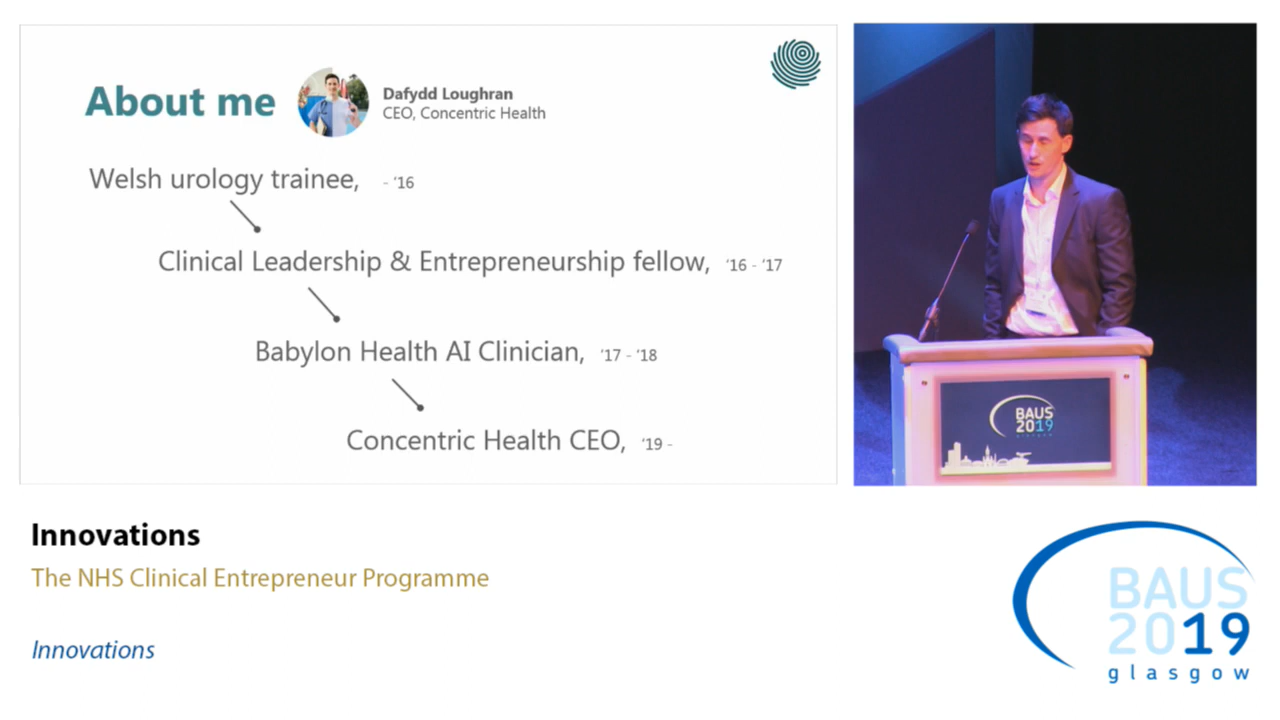 About me
Dafydd Loughran
CEO, Concentric Health
Welsh urology trainee, - '16
Clinical Leadership & Entrepreneurship fellow, '16 - '17
Babylon Health AI Clinician, '17 - '18
Concentric Health CEO, '19 -
BAUS
2019
glasgow
Innovations
The NHS Clinical Entrepreneur Programme
Innovations
BAUS
2019
glasgow